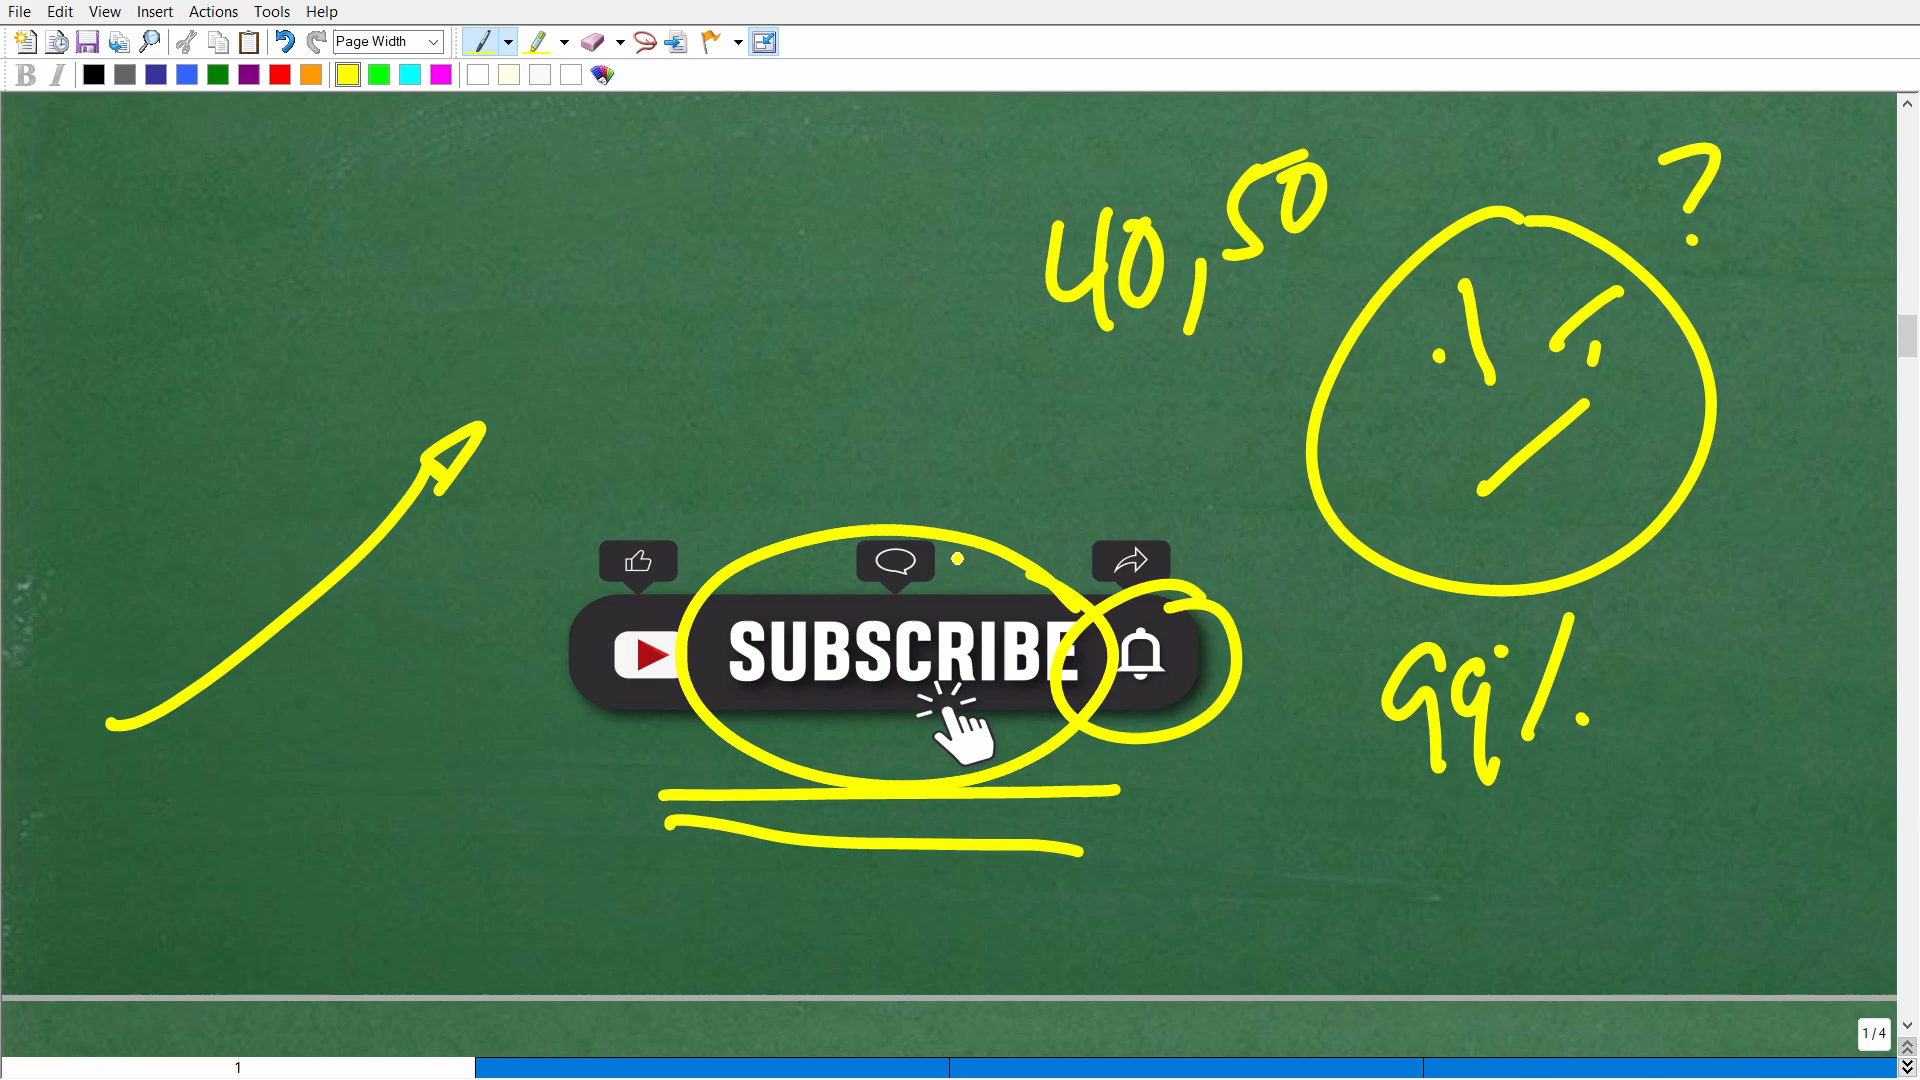 File Edit View Insert Actions Tools Help
Page Width
B I
40, 50
?
SUBSCRIBE
99%.
1 / 4
1